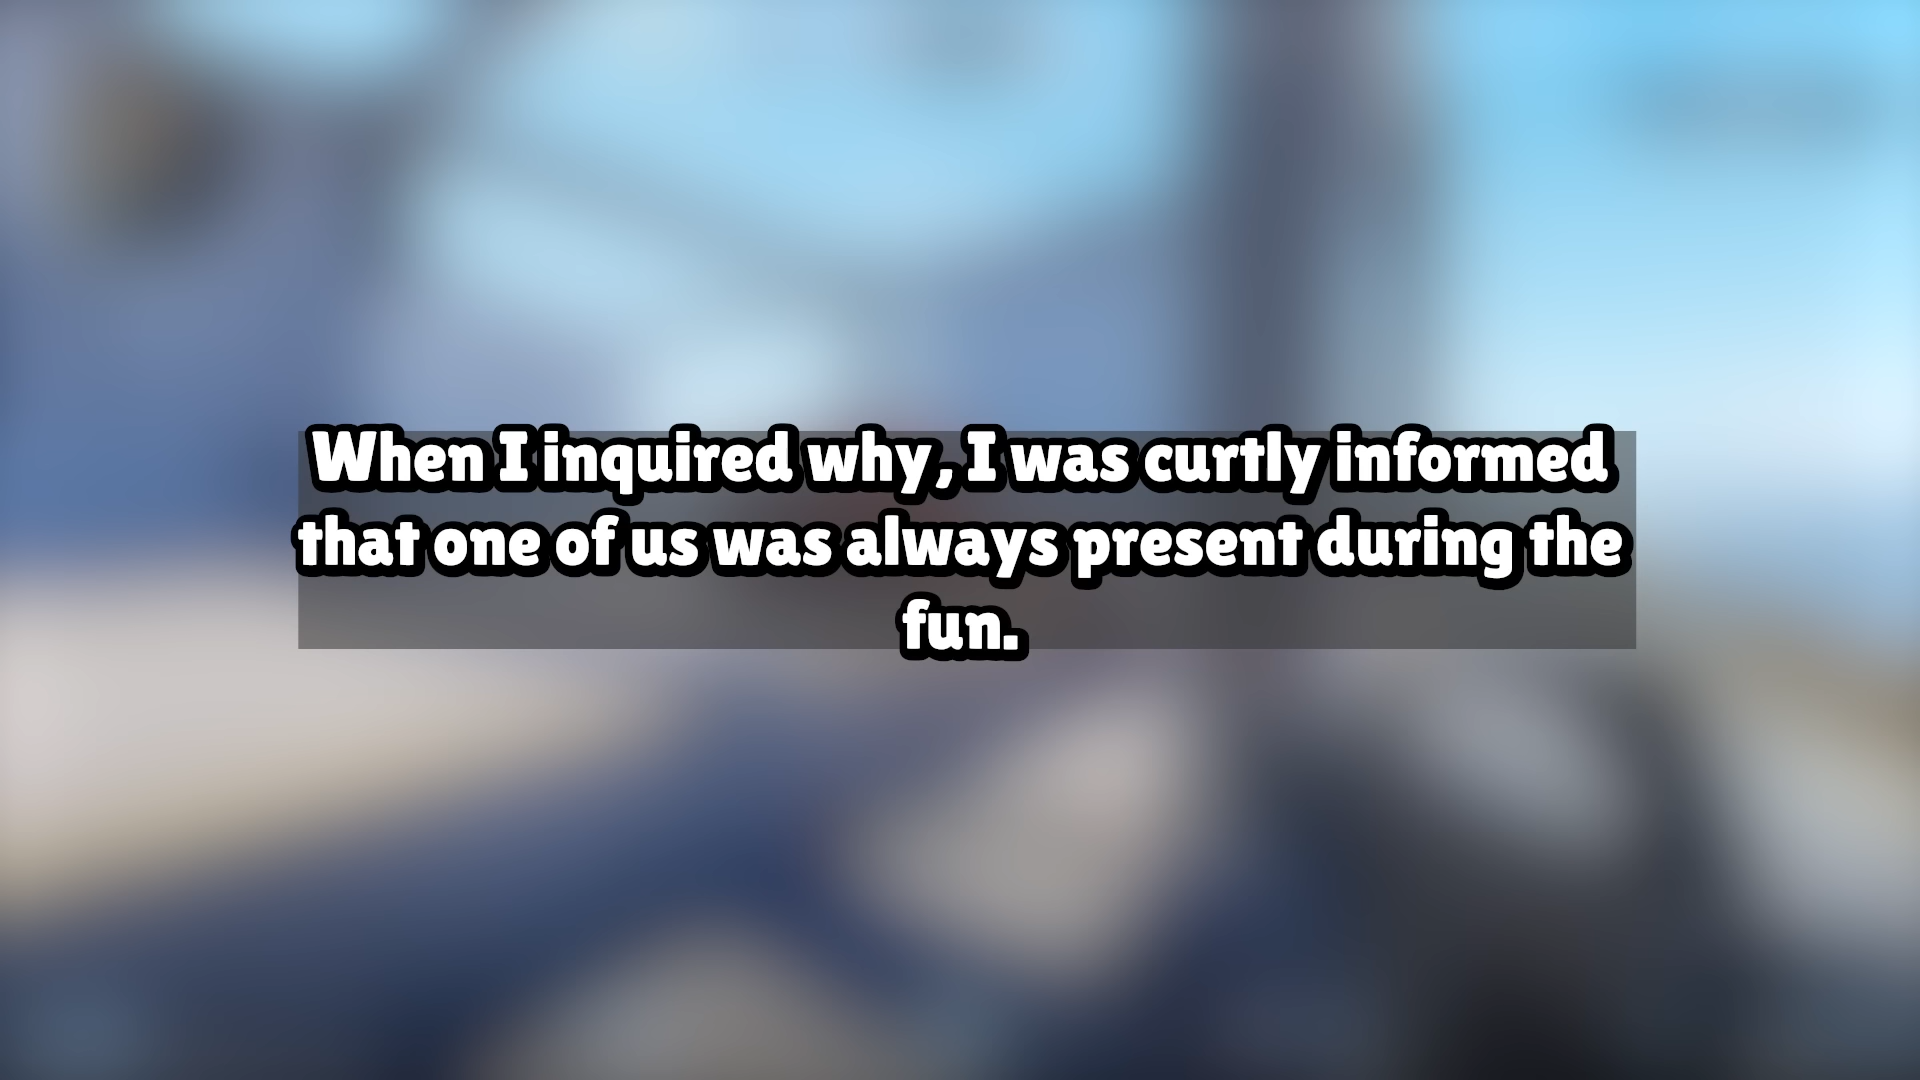 When I inquired why, I was curtly informed
that one of us was always present during the
fun.